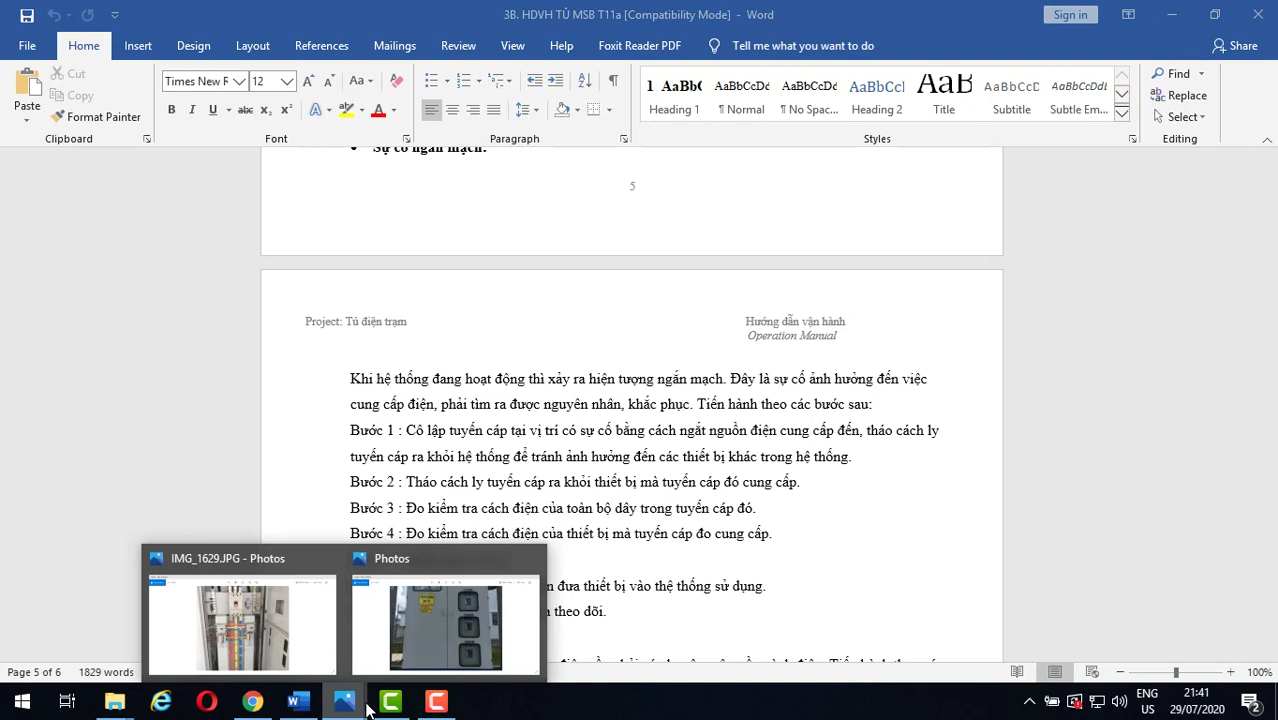 3B. HDVH TỦ MSB T11a [Compatibility Mode] - Word
Sign in
File Home Insert Design Layout References Mailings Review View Help Foxit Reader PDF Tell me what you want to do Share
Paste
Cut
Copy
Format Painter
Times New R 12
Clipboard Font Paragraph Styles Editing
AaBbC Heading 1
AaBbCcDd ¶ Normal
AaBbCcDd ¶ No Spac...
AaBbCcI Heading 2
AaB Title
AaBbCcD Subtitle
AaBbCcDdI Subtle Em...
Find
Replace
Select
Sự cố ngắn mạch:
5
Project: Tủ điện trạm
Hướng dẫn vận hành
Operation Manual
Khi hệ thống đang hoạt động thì xảy ra hiện tượng ngắn mạch. Đây là sự cố ảnh hưởng đến việc
cung cấp điện, phải tìm ra được nguyên nhân, khắc phục. Tiến hành theo các bước sau:
Bước 1 : Cô lập tuyến cáp tại vị trí có sự cố bằng cách ngắt nguồn điện cung cấp đến, tháo cách ly
tuyến cáp ra khỏi hệ thống để tránh ảnh hưởng đến các thiết bị khác trong hệ thống.
Bước 2 : Tháo cách ly tuyến cáp ra khỏi thiết bị mà tuyến cáp đó cung cấp.
Bước 3 : Đo kiểm tra cách điện của toàn bộ dây trong tuyến cáp đó.
Bước 4 : Đo kiểm tra cách điện của thiết bị mà tuyến cáp đo cung cấp.
đưa thiết bị vào hệ thống sử dụng.
theo dõi.
IMG_1629.JPG - Photos
Photos
Page 5 of 6 1829 words
100%
ENG
US
21:41
29/07/2020
2